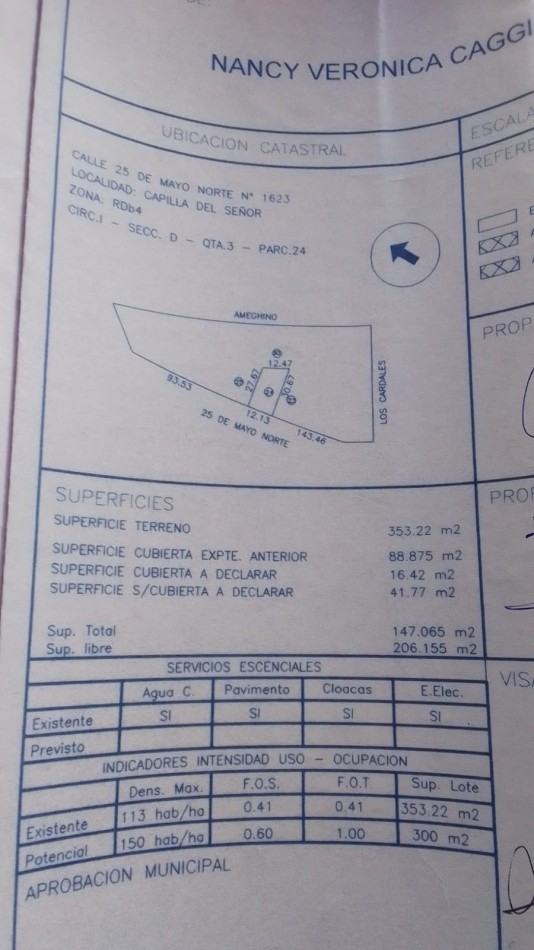 NANCY VERONICA CAGGI
UBICACION CATASTRAL
ESCALA
REFERE
CALLE 25 DE MAYO NORTE N° 1623
LOCALIDAD: CAPILLA DEL SEÑOR
ZONA: RDb4
CIRC.I - SECC. D - QTA.3 - PARC.24
AMEGHINO
12.47
22.67
93.53
12.13
143.46
25 DE MAYO NORTE
LOS CARDALES
PROP
SUPERFICIES
SUPERFICIE TERRENO 353.22 m2
SUPERFICIE CUBIERTA EXPTE. ANTERIOR 88.875 m2
SUPERFICIE CUBIERTA A DECLARAR 16.42 m2
SUPERFICIE S/CUBIERTA A DECLARAR 41.77 m2
Sup. Total 147.065 m2
Sup. libre 206.155 m2
PROF
VISA
SERVICIOS ESCENCIALES
Agua C. Pavimento Cloacas E.Elec.
Existente SI SI SI SI
Previsto
INDICADORES INTENSIDAD USO - OCUPACION
Dens. Max. F.O.S. F.O.T Sup. Lote
Existente 113 hab/ha 0.41 0.41 353.22 m2
Potencial 150 hab/ha 0.60 1.00 300 m2
APROBACION MUNICIPAL